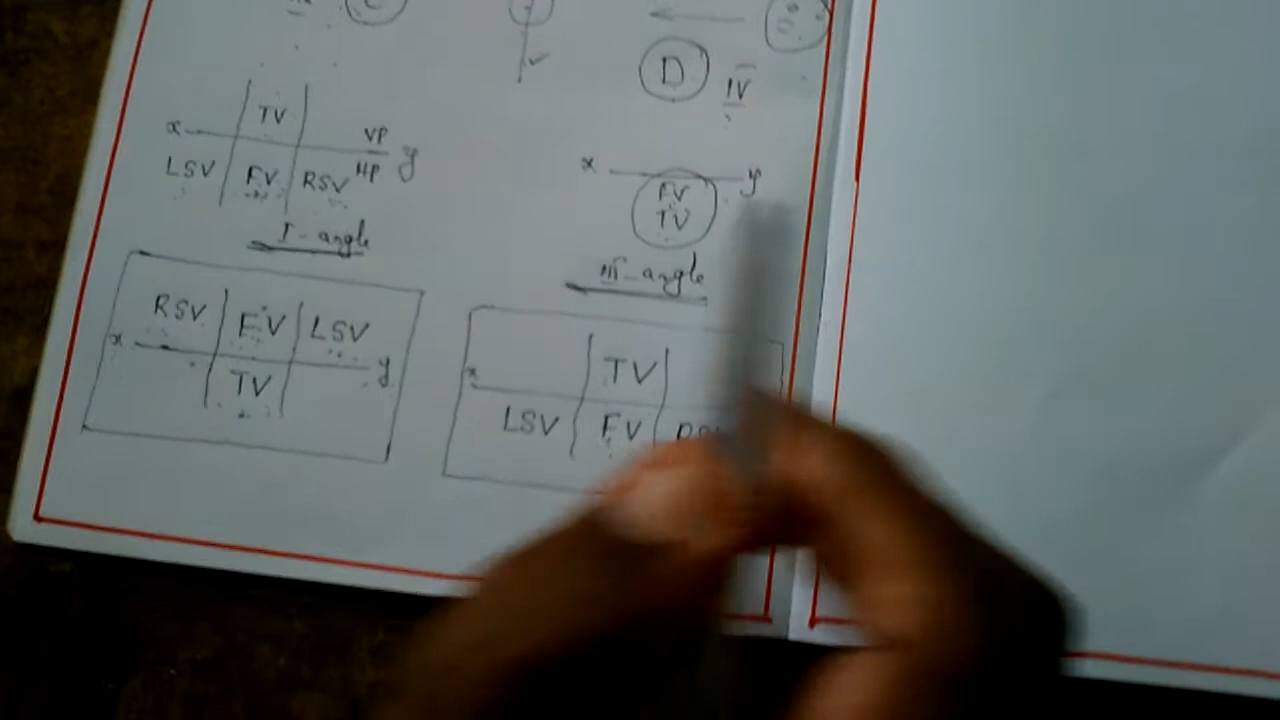 D
IV
TV
x VP
HP y
LSV FV RSV
x y
FV
TV
I-angle
III-angle
RSV FV LSV
x y
TV
TV
x
LSV FV